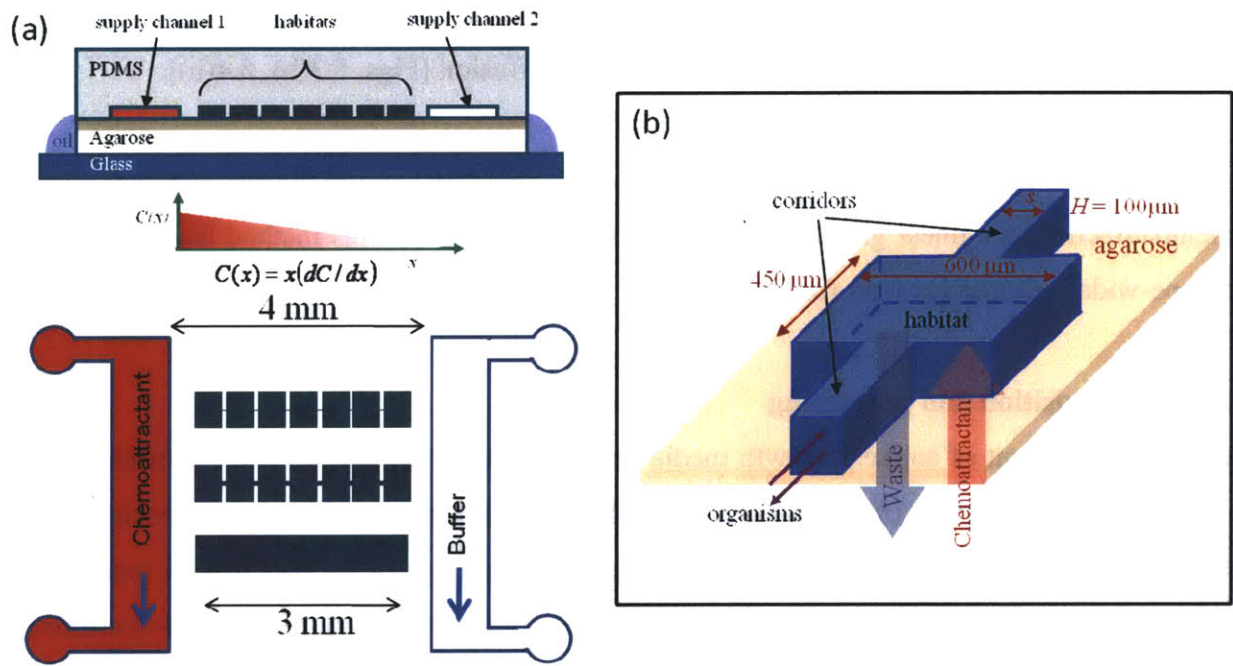 (a)
supply channel 1
habitats
supply channel 2
PDMS
oil
Agarose
Glass
C(x)
x
C(x) = x(dC / dx)
4 mm
Chemoattractant
Buffer
3 mm
(b)
corridors
s
H = 100μm
agarose
450 μm
600 μm
habitat
Waste
Chemoattractant
organisms